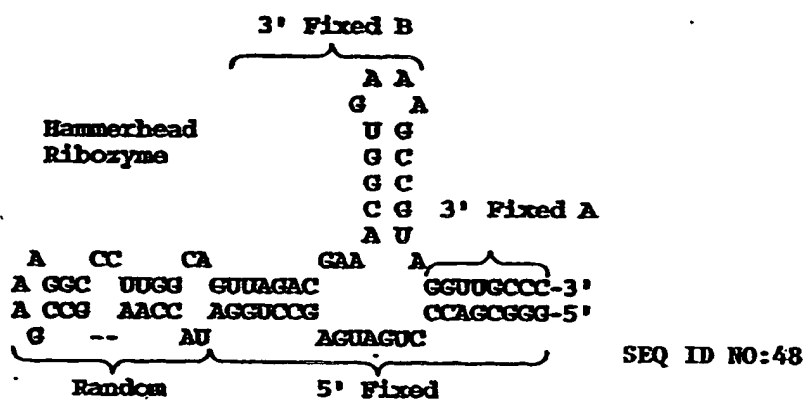 3' Fixed B
A A
G A
Hammerhead
U G
Ribozyme
G C
G C
C G 3' Fixed A
A U
A CC CA GAA A
A GGC UUGG GUUAGAC GGUUGCCC-3'
A CCG AACC AGGUCCG CCAGCGGG-5'
G -- AU AGUAGUC
SEQ ID NO:48
Random 5' Fixed